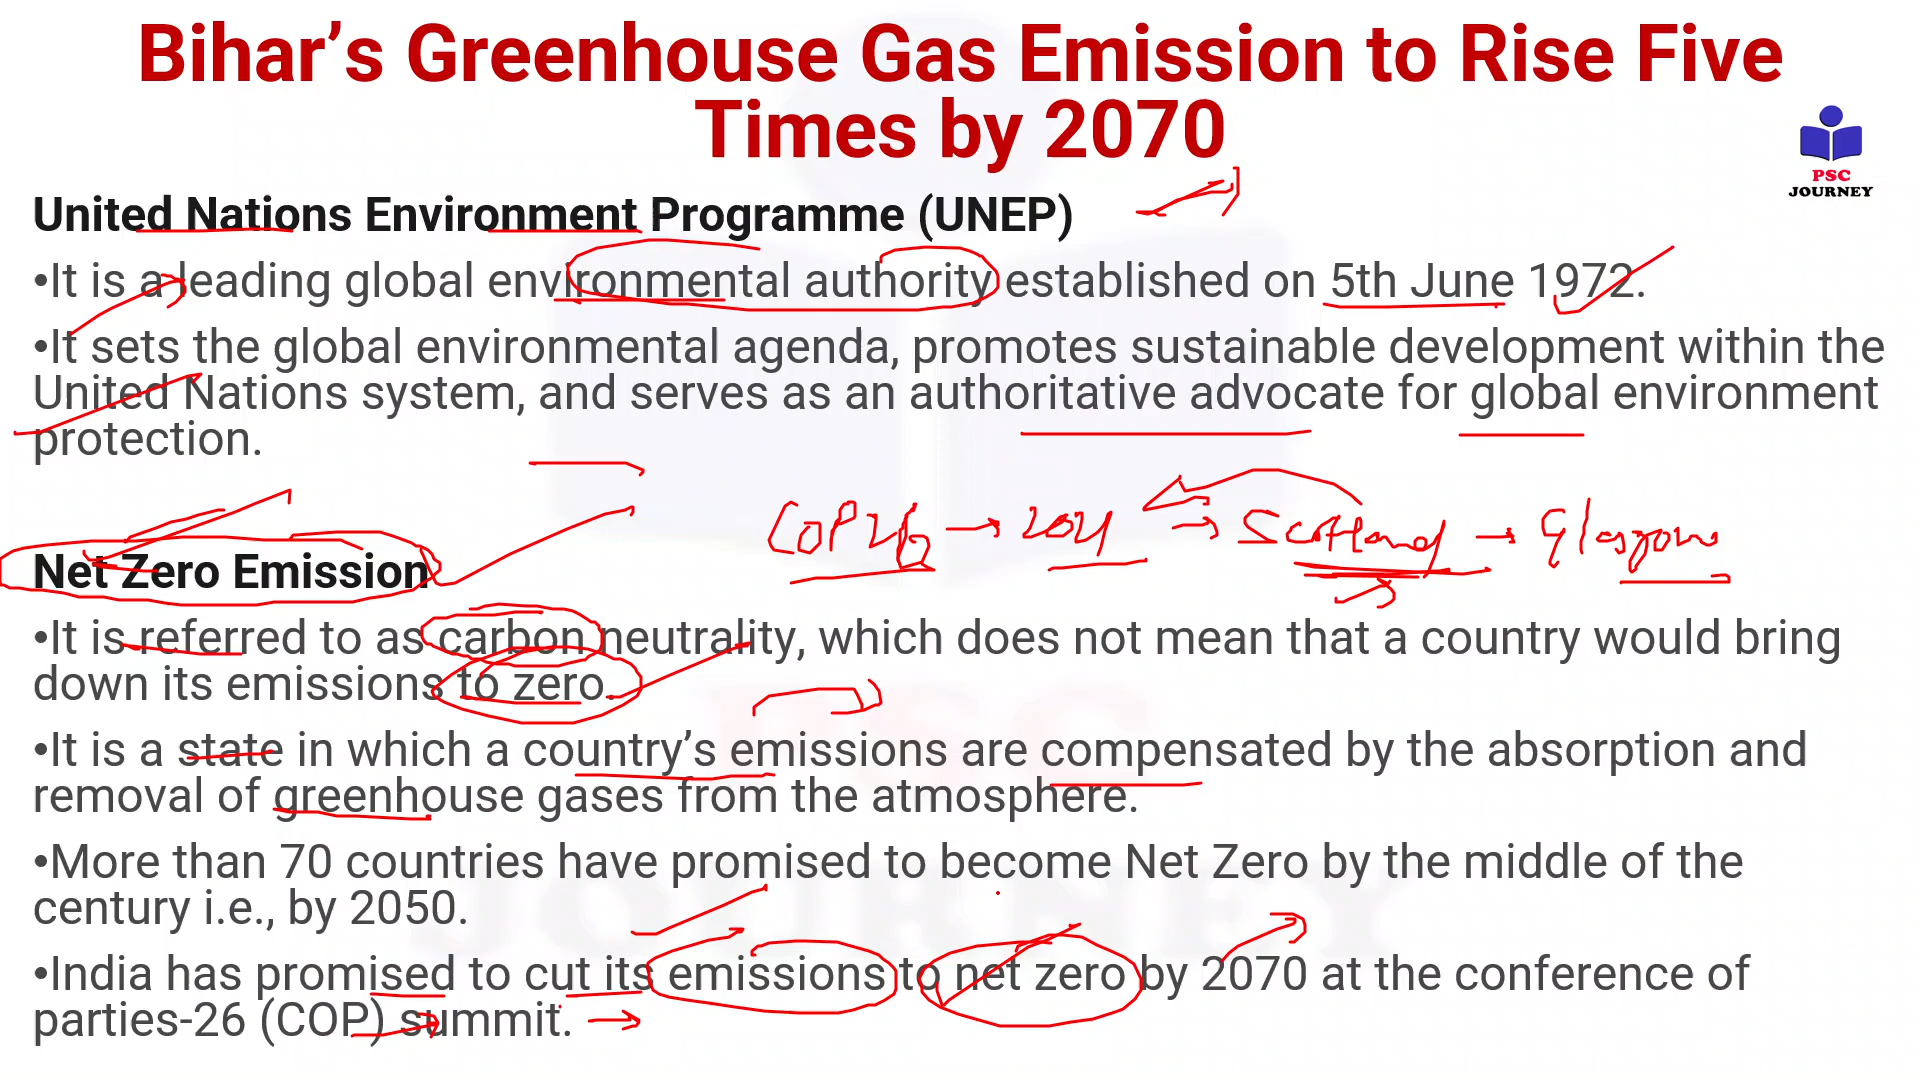 Bihar’s Greenhouse Gas Emission to Rise Five
Times by 2070
PSC
JOURNEY
United Nations Environment Programme (UNEP)
•It is a leading global environmental authority established on 5th June 1972.
•It sets the global environmental agenda, promotes sustainable development within the
United Nations system, and serves as an authoritative advocate for global environment
protection.
COP26 → 2021 → Scotland → Glasgow
Net Zero Emission
•It is referred to as carbon neutrality, which does not mean that a country would bring
down its emissions to zero.
•It is a state in which a country’s emissions are compensated by the absorption and
removal of greenhouse gases from the atmosphere.
•More than 70 countries have promised to become Net Zero by the middle of the
century i.e., by 2050.
•India has promised to cut its emissions to net zero by 2070 at the conference of
parties-26 (COP) summit.
PSC
JOURNEY